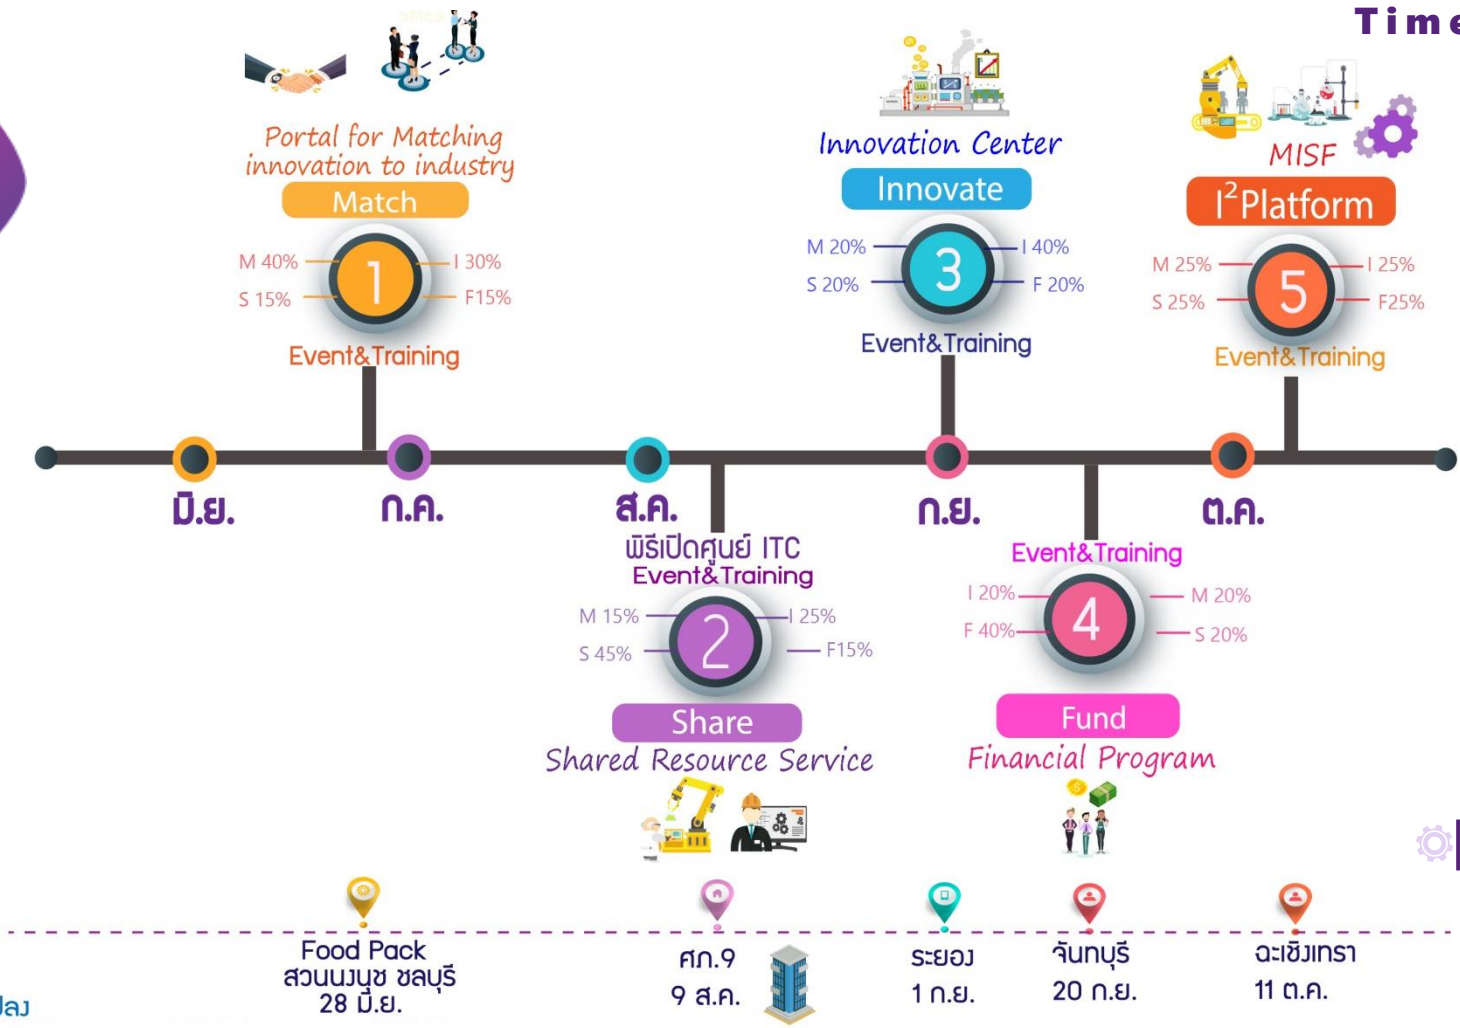 Time
SMES
Portal for Matching
innovation to industry
Match
M 40%
I 30%
S 15%
F15%
1
Event&Training
Innovation Center
Innovate
M 20%
I 40%
S 20%
F 20%
3
Event&Training
MISF
I²Platform
M 25%
I 25%
S 25%
F25%
5
Event&Training
มิ.ย.
ก.ค.
ส.ค.
ก.ย.
ต.ค.
พิธีเปิดศูนย์ ITC
Event&Training
M 15%
I 25%
S 45%
F15%
2
Share
Shared Resource Service
Event&Training
I 20%
M 20%
F 40%
S 20%
4
Fund
Financial Program
Food Pack
สวนนงนุช ชลบุรี
28 มิ.ย.
ศภ.9
9 ส.ค.
ระยอง
1 ก.ย.
จันทบุรี
20 ก.ย.
ฉะเชิงเทรา
11 ต.ค.